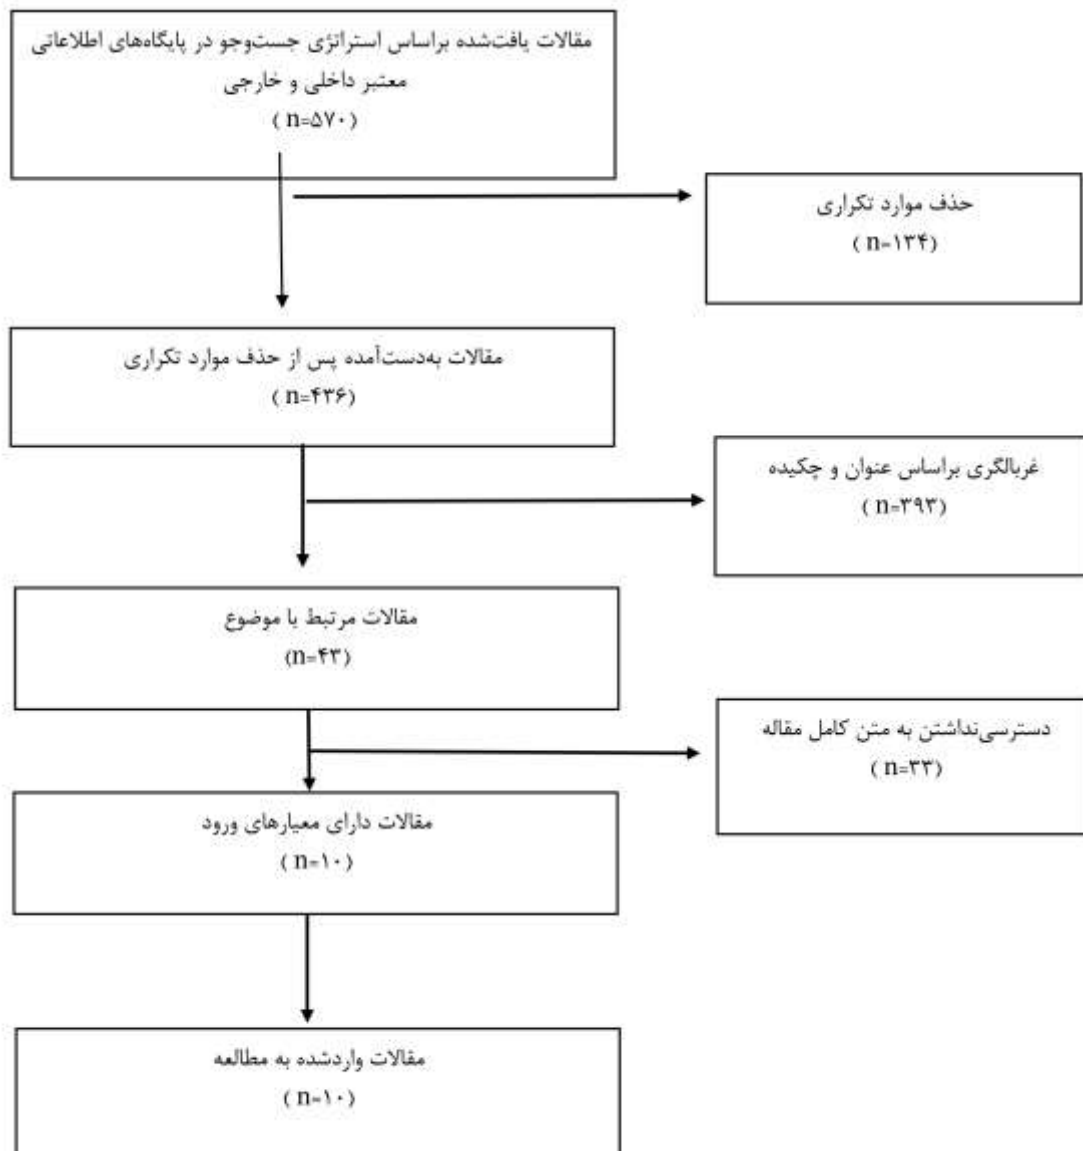 مقالات یافت‌شده براساس استراتژی جست‌وجو در پایگاه‌های اطلاعاتی
معتبر داخلی و خارجی
( n=۵۷۰)
حذف موارد تکراری
( n=۱۳۴)
مقالات به‌دست‌آمده پس از حذف موارد تکراری
( n=۴۳۶)
غربالگری براساس عنوان و چکیده
( n=۳۹۳)
مقالات مرتبط با موضوع
(n=۴۳)
دسترسی‌نداشتن به متن کامل مقاله
( n=۳۳)
مقالات دارای معیارهای ورود
( n=۱۰)
مقالات واردشده به مطالعه
( n=۱۰)